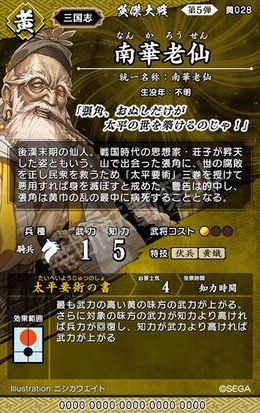 黄
三国志
英傑大戦
第5弾
黄028
なん か ろう せん
南華老仙
統一名称：南華老仙
生没年：不明
「張角、おぬしだけが
太平の世を築けるのじゃ！」
後漢末期の仙人。戦国時代の思想家・荘子が昇天
した姿ともいう。山で出会った張角に、世の腐敗
を正し民衆を救うため「太平要術」三巻を授けて
悪用すれば身を滅ぼすと戒めた。警告は的中し、
張角は黄巾の乱の最中に病死することとなる。
兵種
騎兵
武力
1
知力
5
武将コスト
特技
伏兵
黄熾
たいへいようじゅつのしょ
太平要術の書
必要士気
4
効果時間
知力時間
効果範囲
最も武力の高い黄の味方の武力が上がる。
さらに対象の味方の武力が知力より高け
れば兵力が回復し、知力が武力より高ければ
武力が上がる
Illustration：ニシカワエイト
©SEGA
0000 0000 0000 0000 0000